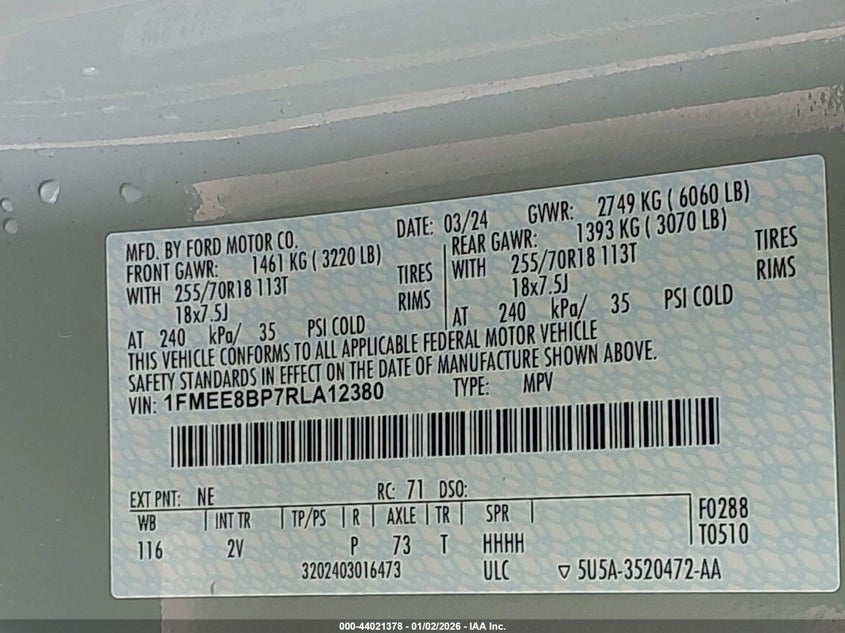 MFD. BY FORD MOTOR CO. DATE: 03/24 GVWR: 2749 KG ( 6060 LB)
FRONT GAWR: 1461 KG ( 3220 LB) REAR GAWR: 1393 KG ( 3070 LB)
WITH 255/70R18 113T TIRES WITH 255/70R18 113T TIRES
18x7.5J RIMS 18x7.5J RIMS
AT 240 kPa/ 35 PSI COLD AT 240 kPa/ 35 PSI COLD
THIS VEHICLE CONFORMS TO ALL APPLICABLE FEDERAL MOTOR VEHICLE
SAFETY STANDARDS IN EFFECT ON THE DATE OF MANUFACTURE SHOWN ABOVE.
VIN: 1FMEE8BP7RLA12380 TYPE: MPV
EXT PNT: NE RC: 71 DSO:
WB INT TR TP/PS R AXLE TR SPR F0288
116 2V P 73 T HHHH T0510
3202403016473 ULC ▽ 5U5A-3520472-AA
000-44021378 - 01/02/2026 - IAA Inc.